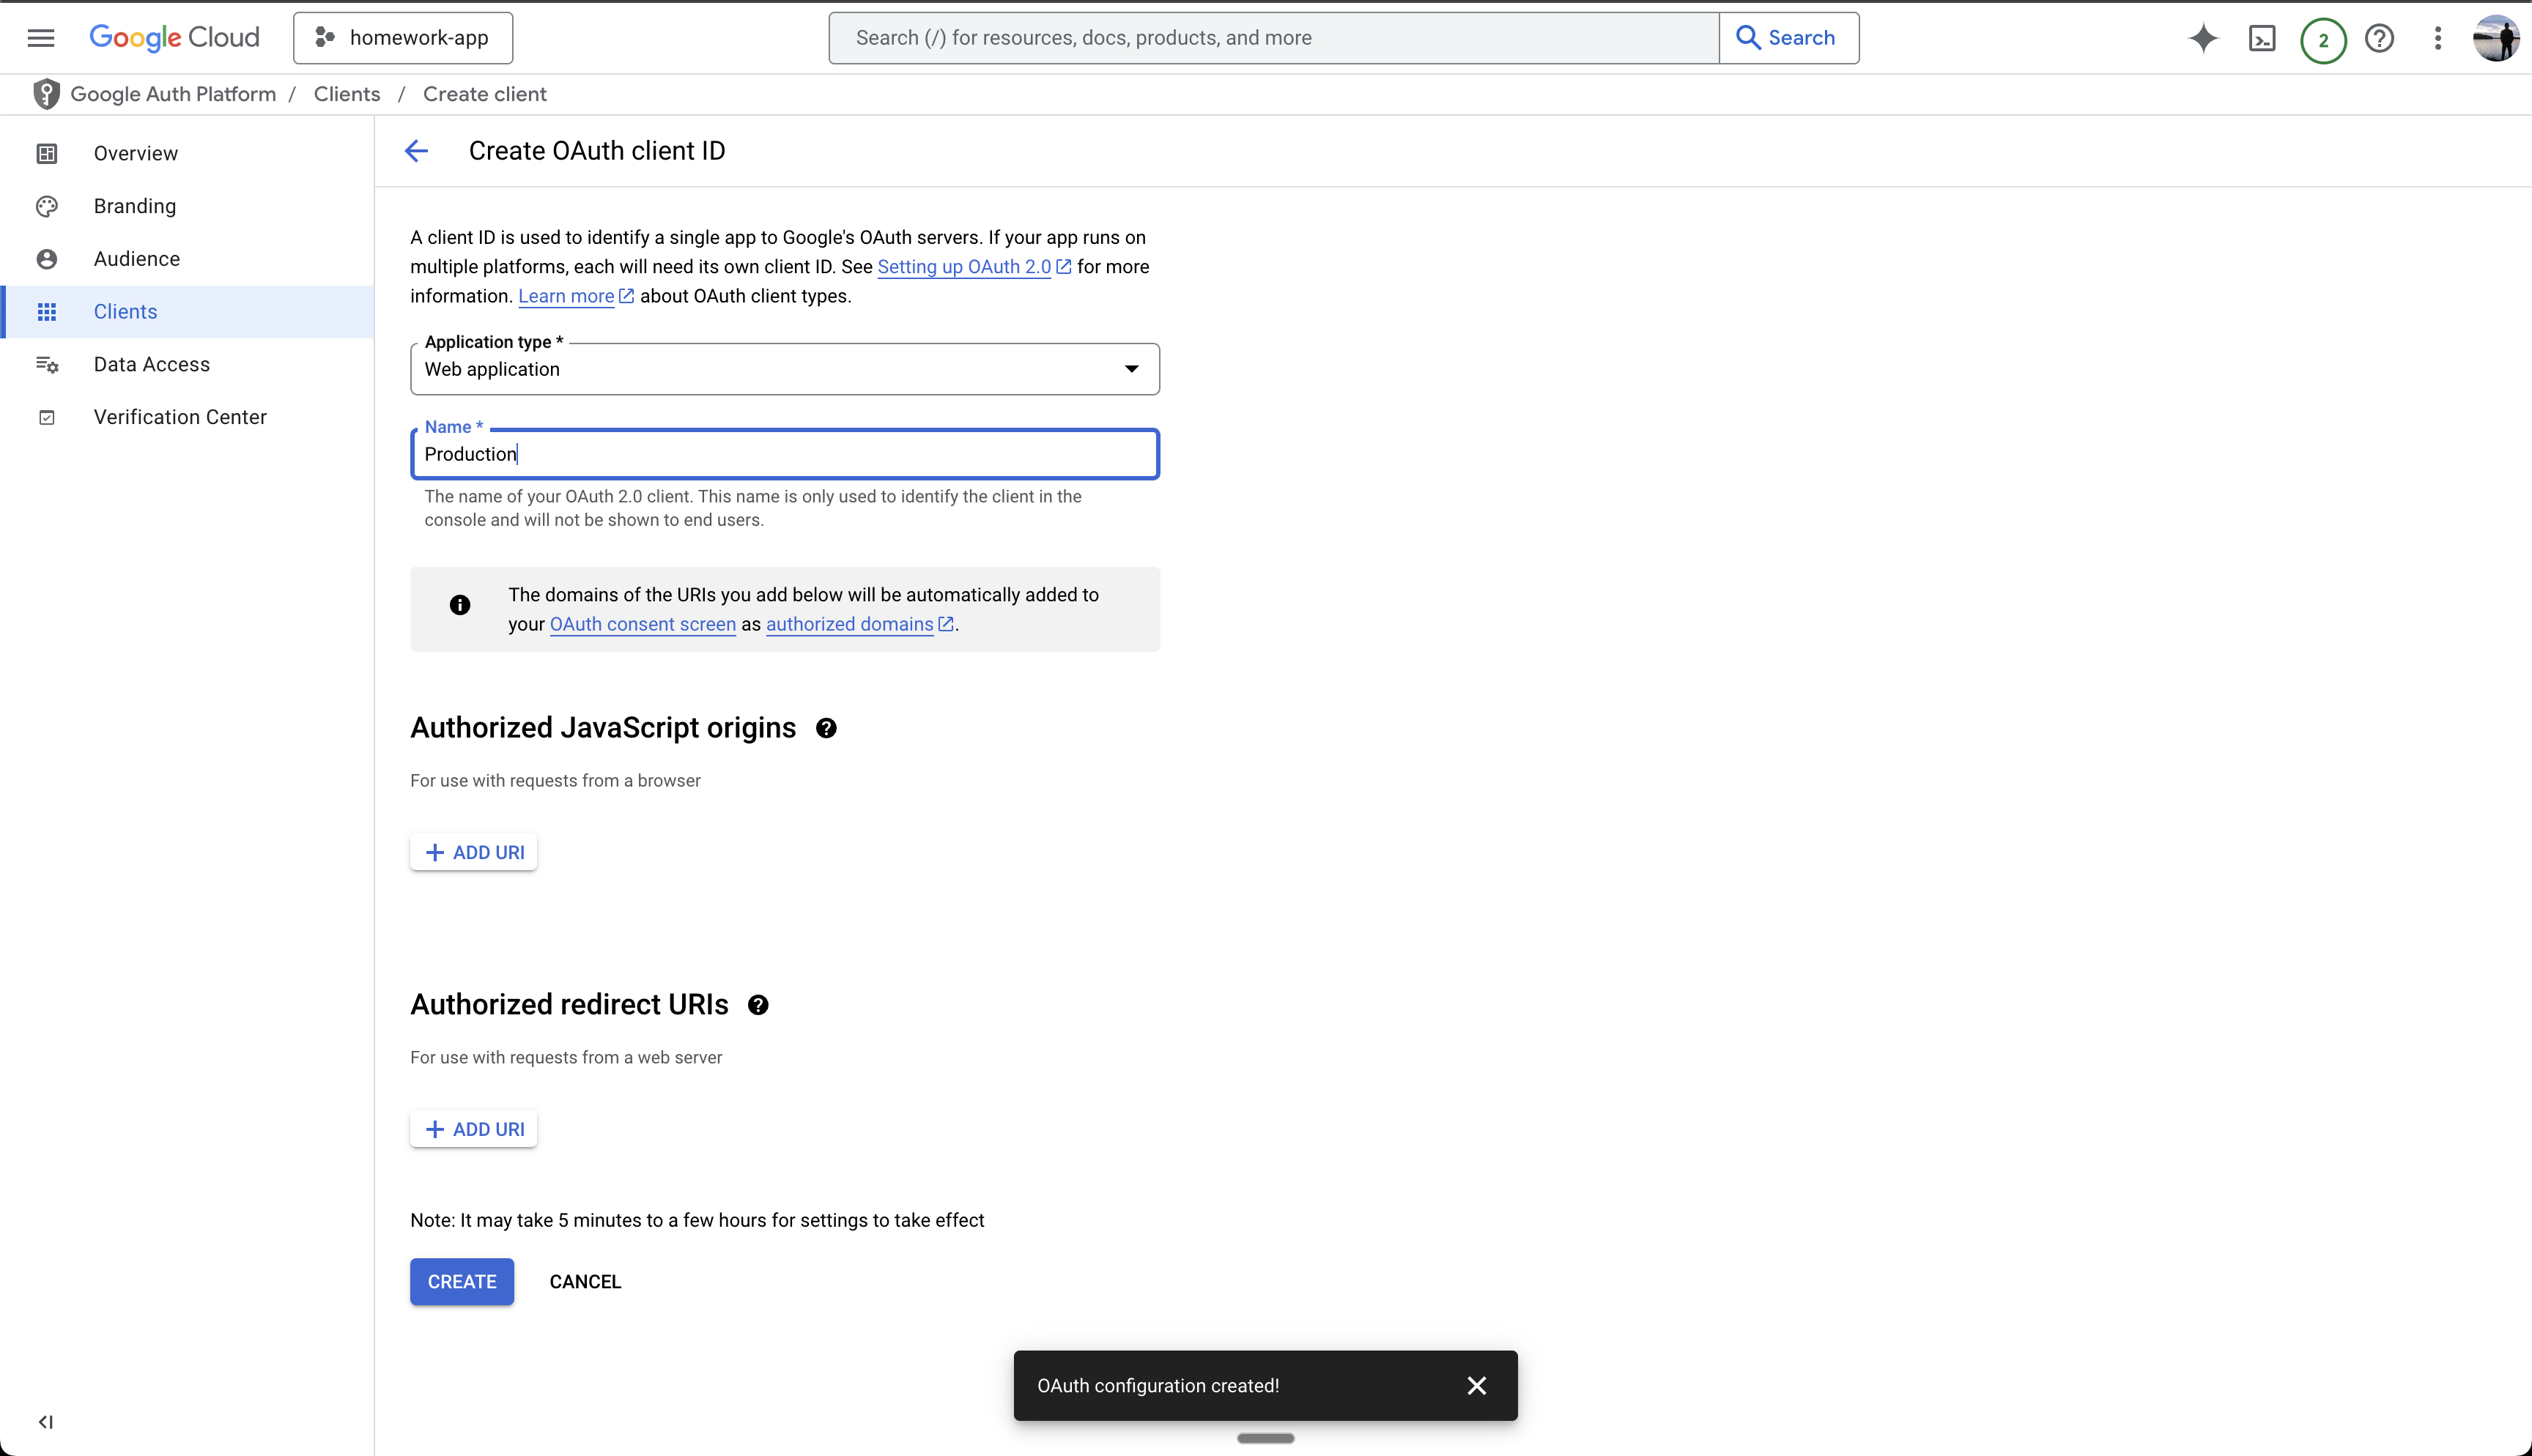 Google Cloud
homework-app
Search (/) for resources, docs, products, and more
Search
2
Google Auth Platform / Clients / Create client
Overview
Branding
Audience
Clients
Data Access
Verification Center
Create OAuth client ID
A client ID is used to identify a single app to Google's OAuth servers. If your app runs on
multiple platforms, each will need its own client ID. See Setting up OAuth 2.0 for more
information. Learn more about OAuth client types.
Application type *
Web application
Name *
Production
The name of your OAuth 2.0 client. This name is only used to identify the client in the
console and will not be shown to end users.
The domains of the URIs you add below will be automatically added to
your OAuth consent screen as authorized domains.
Authorized JavaScript origins
For use with requests from a browser
+ ADD URI
Authorized redirect URIs
For use with requests from a web server
+ ADD URI
Note: It may take 5 minutes to a few hours for settings to take effect
CREATE
CANCEL
OAuth configuration created!